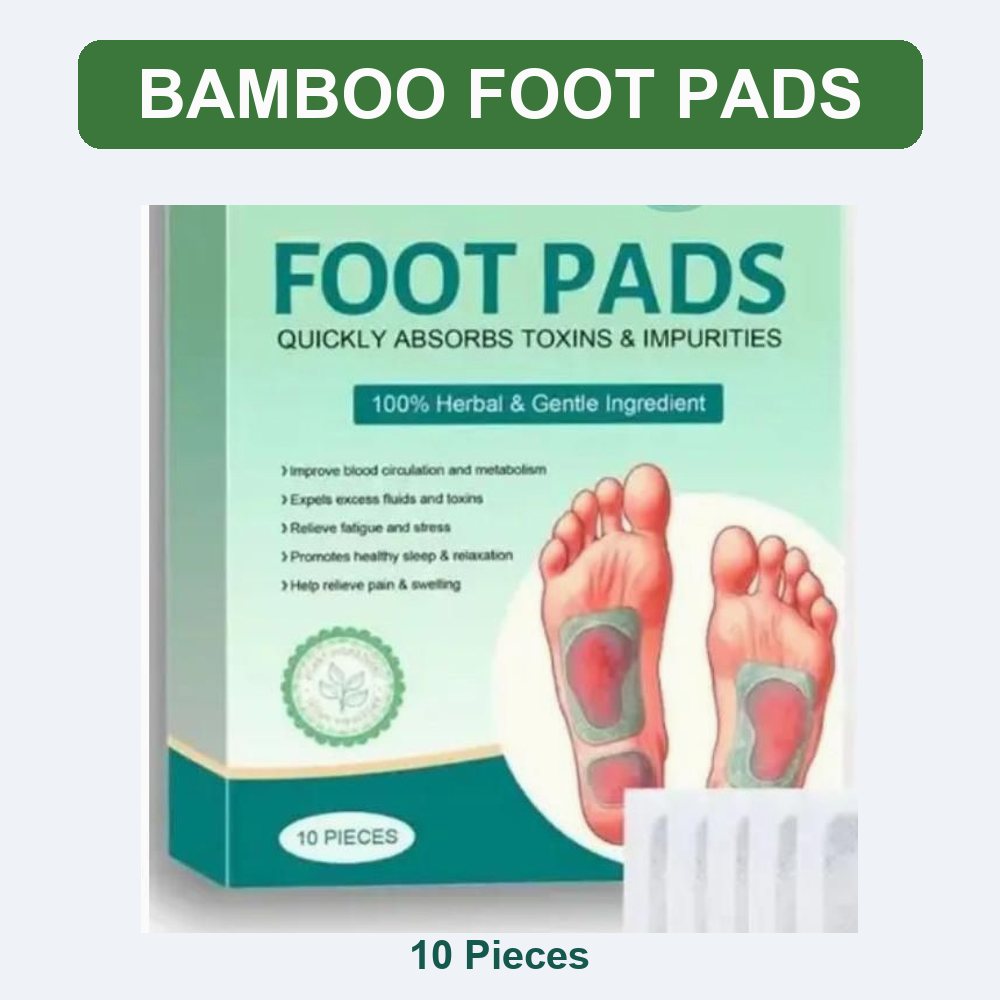 BAMBOO FOOT PADS
FOOT PADS
QUICKLY ABSORBS TOXINS & IMPURITIES
100% Herbal & Gentle Ingredient
Improve blood circulation and metabolism
Expels excess fluids and toxins
Relieve fatigue and stress
Promotes healthy sleep & relaxation
Help relieve pain & swelling
10 PIECES
10 Pieces